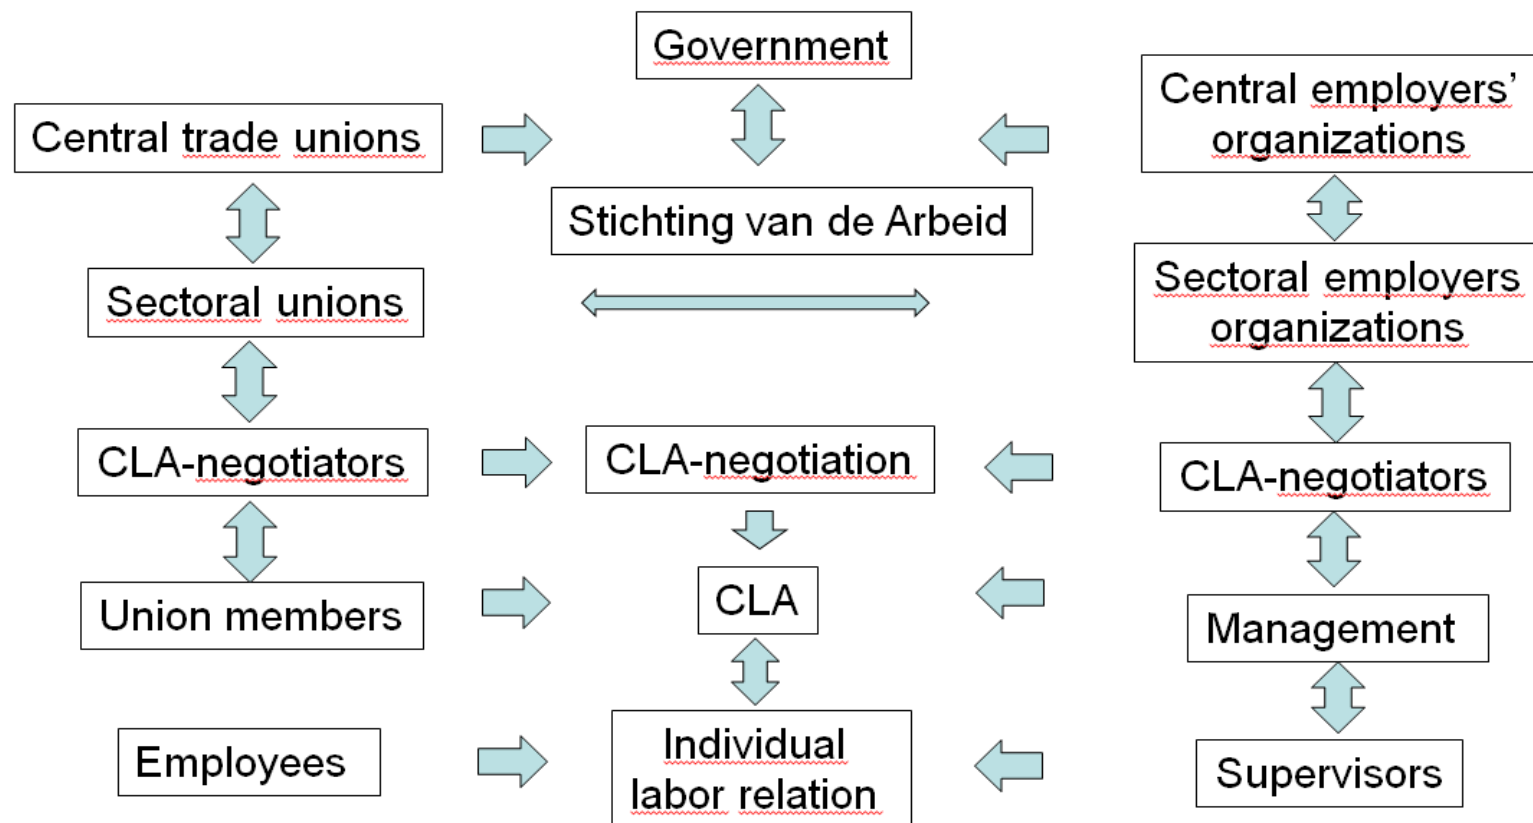 Government
Central employers’
organizations
Central trade unions
Stichting van de Arbeid
Sectoral unions
Sectoral employers
organizations
CLA-negotiators
CLA-negotiation
CLA-negotiators
Union members
CLA
Management
Employees
Individual
labor relation
Supervisors